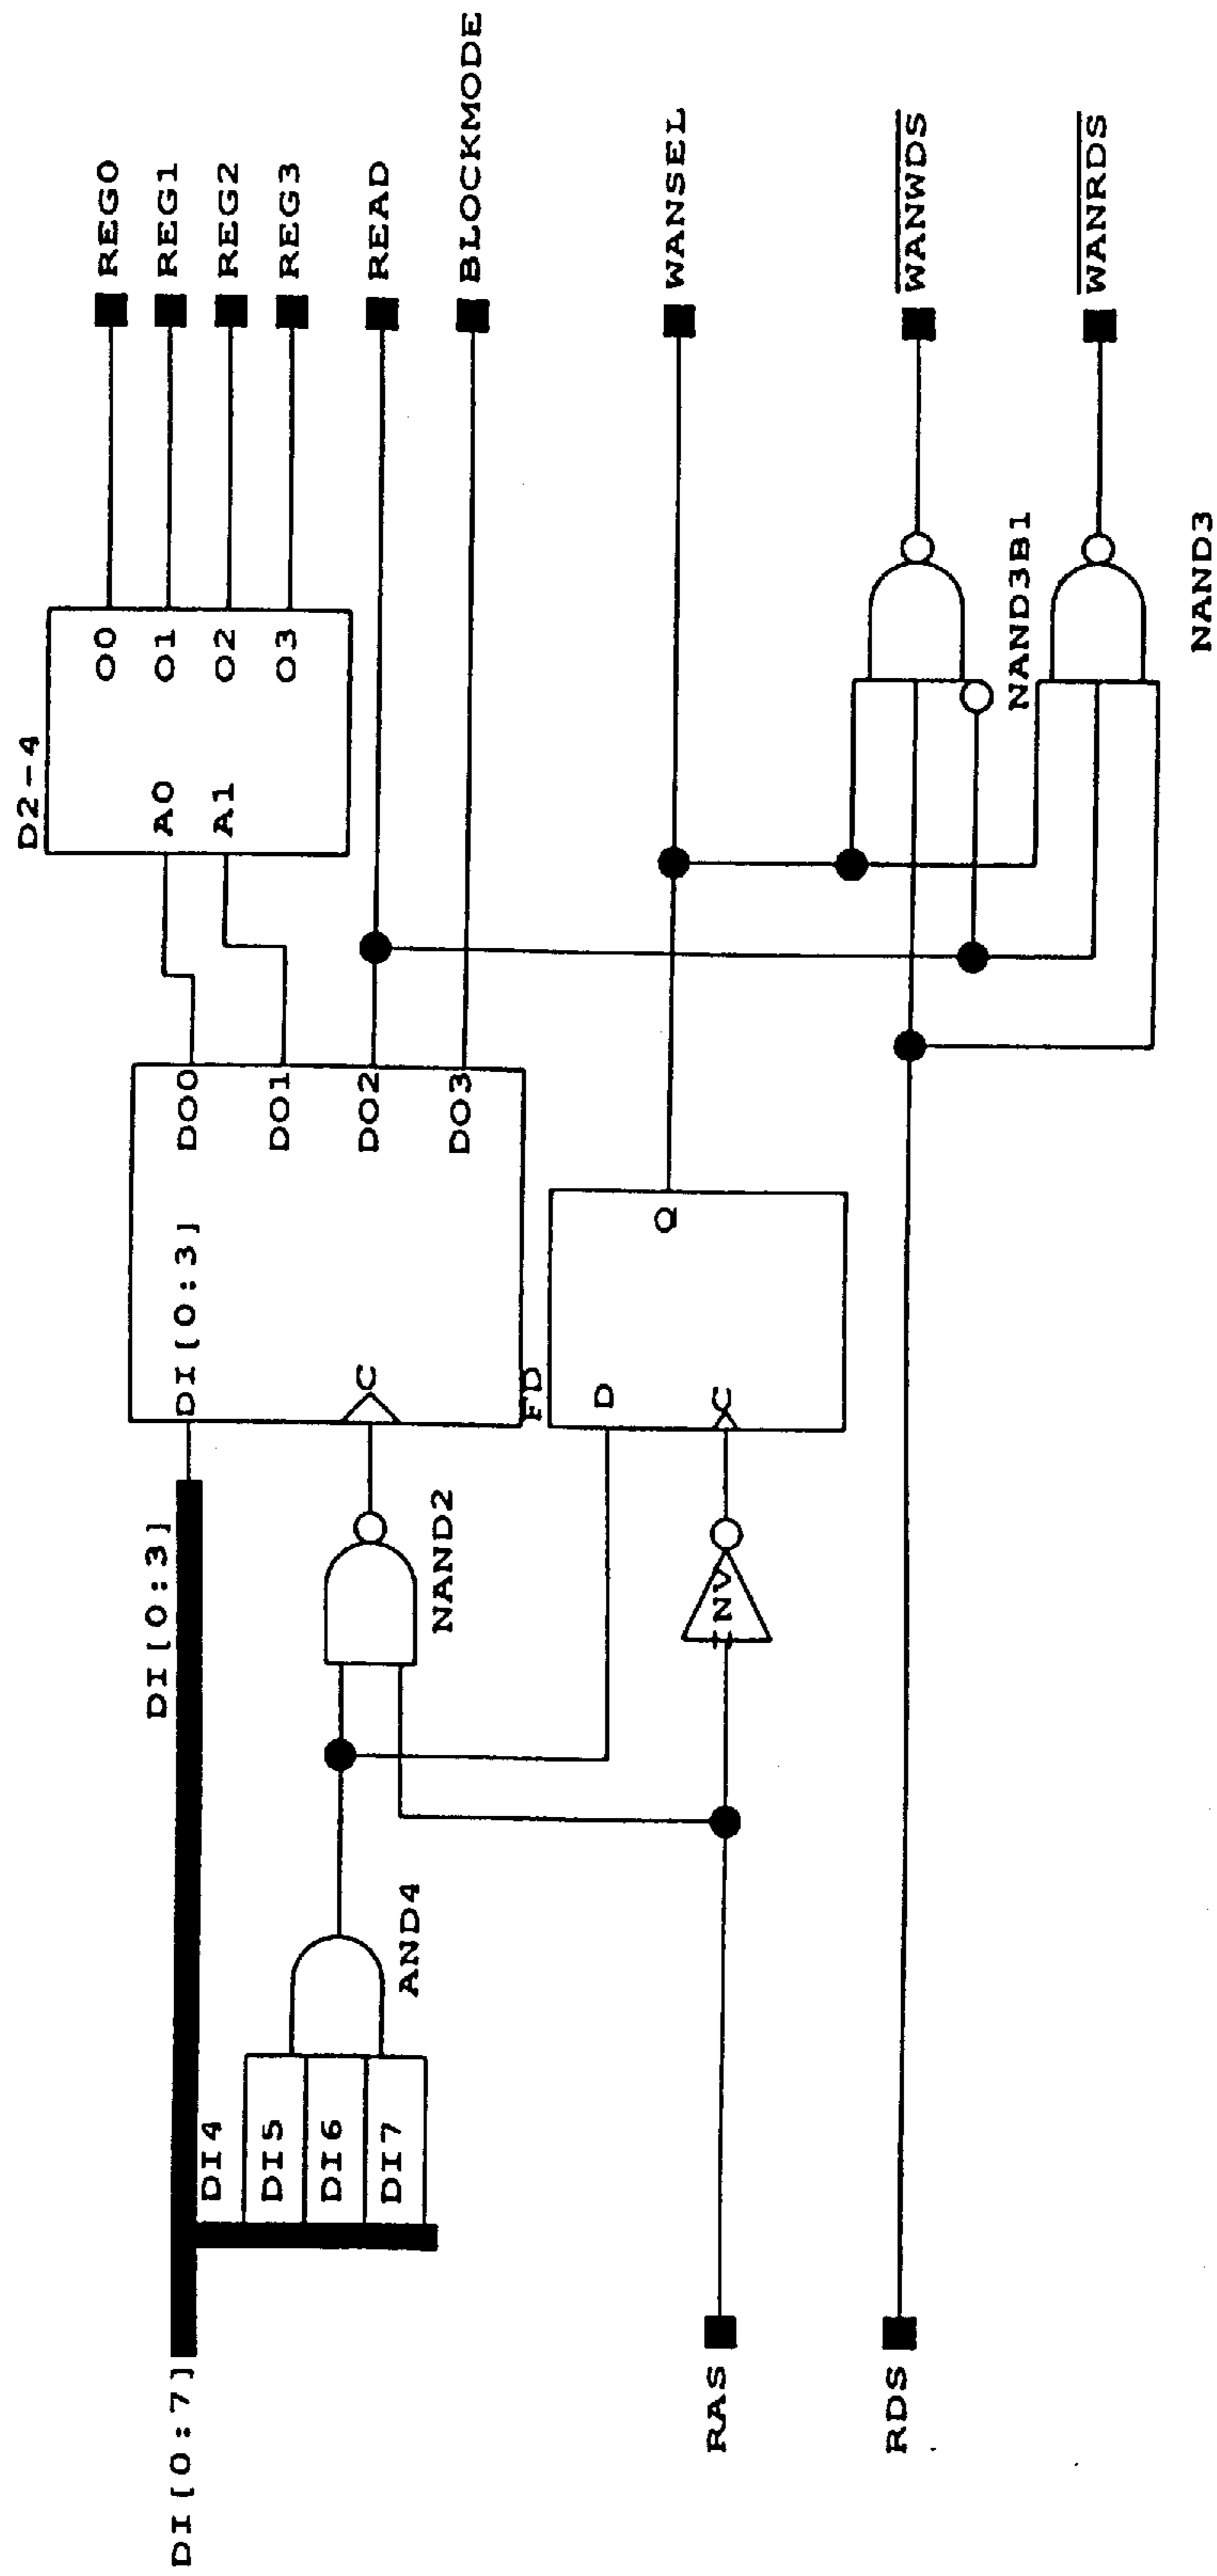 DI[0:7]
DI[0:3]
DI4
DI5
DI6
DI7
AND4
NAND2
RAS
RDS
INV
DI[0:3]
C
DO0
DO1
DO2
DO3
FD
D
C
Q
D2-4
A0
A1
O0
O1
O2
O3
REG0
REG1
REG2
REG3
READ
BLOCKMODE
WANSEL
WANWDS
NAND3B1
WANRDS
NAND3